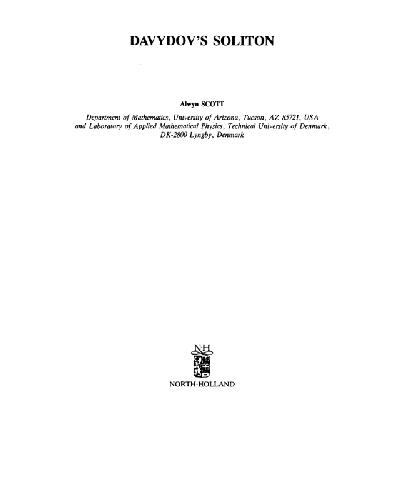 DAVYDOV'S SOLITON
Alwyn SCOTT
Department of Mathematics, University of Arizona, Tucson, AZ 85721, USA
and Laboratory of Applied Mathematical Physics, Technical University of Denmark,
DK-2800 Lyngby, Denmark
N·H
NORTH-HOLLAND